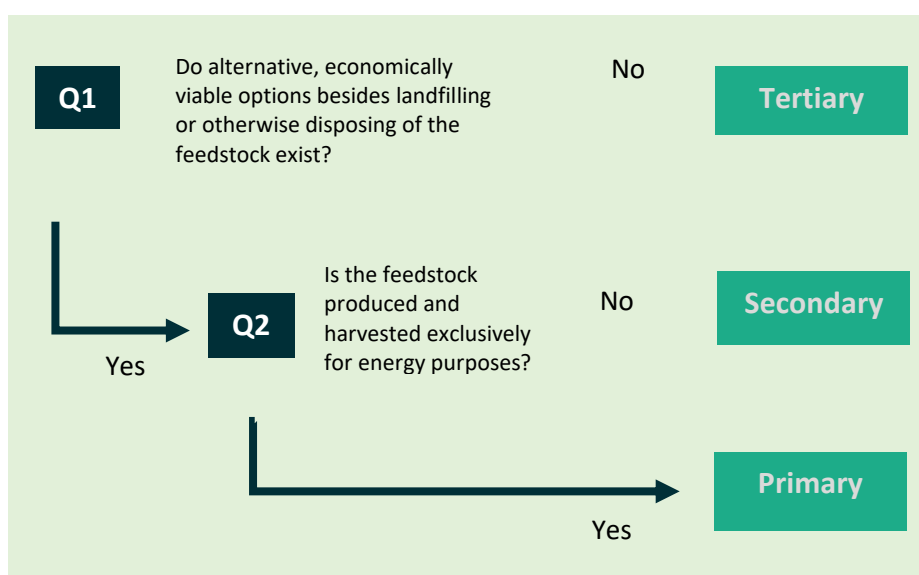 Q1
Do alternative, economically
viable options besides landfilling
or otherwise disposing of the
feedstock exist?
No
Tertiary
Yes
Q2
Is the feedstock
produced and
harvested exclusively
for energy purposes?
No
Secondary
Yes
Primary